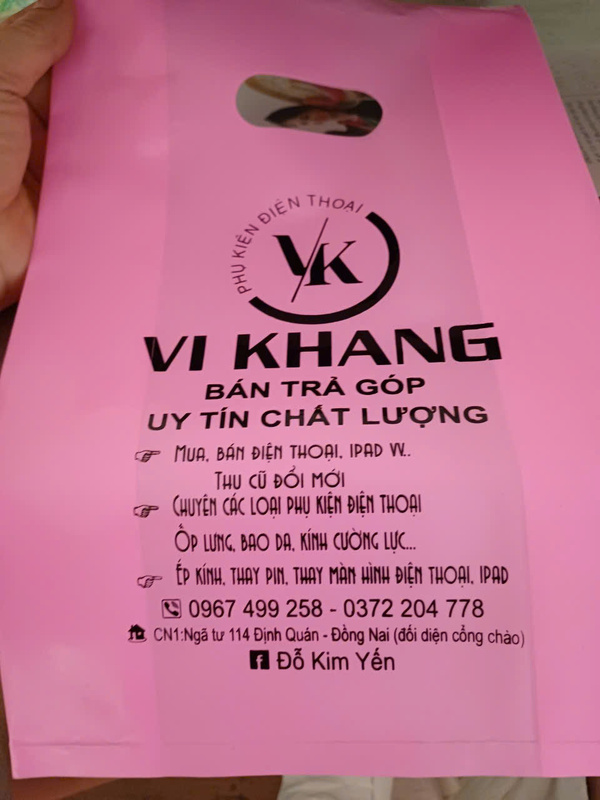 PHỤ KIỆN ĐIỆN THOẠI
VK
VI KHANG
BÁN TRẢ GÓP
UY TÍN CHẤT LƯỢNG
MUA, BÁN ĐIỆN THOẠI, IPAD VV..
THU CŨ ĐỔI MỚI
CHUYÊN CÁC LOẠI PHỤ KIỆN ĐIỆN THOẠI
ỐP LƯNG, BAO DA, KÍNH CƯỜNG LỰC...
ÉP KÍNH, THAY PIN, THAY MÀN HÌNH ĐIỆN THOẠI, IPAD
0967 499 258 - 0372 204 778
CN1:Ngã tư 114 Định Quán - Đồng Nai (đối diện cổng chào)
Đỗ Kim Yến